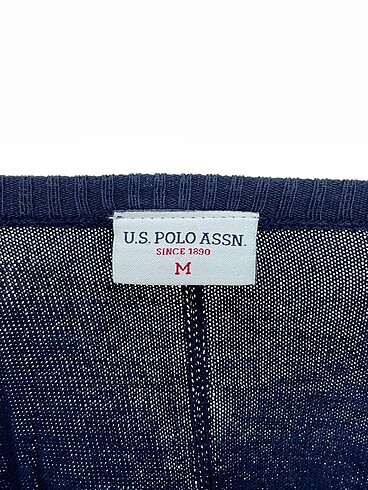 U.S. POLO ASSN.
SINCE 1890
M